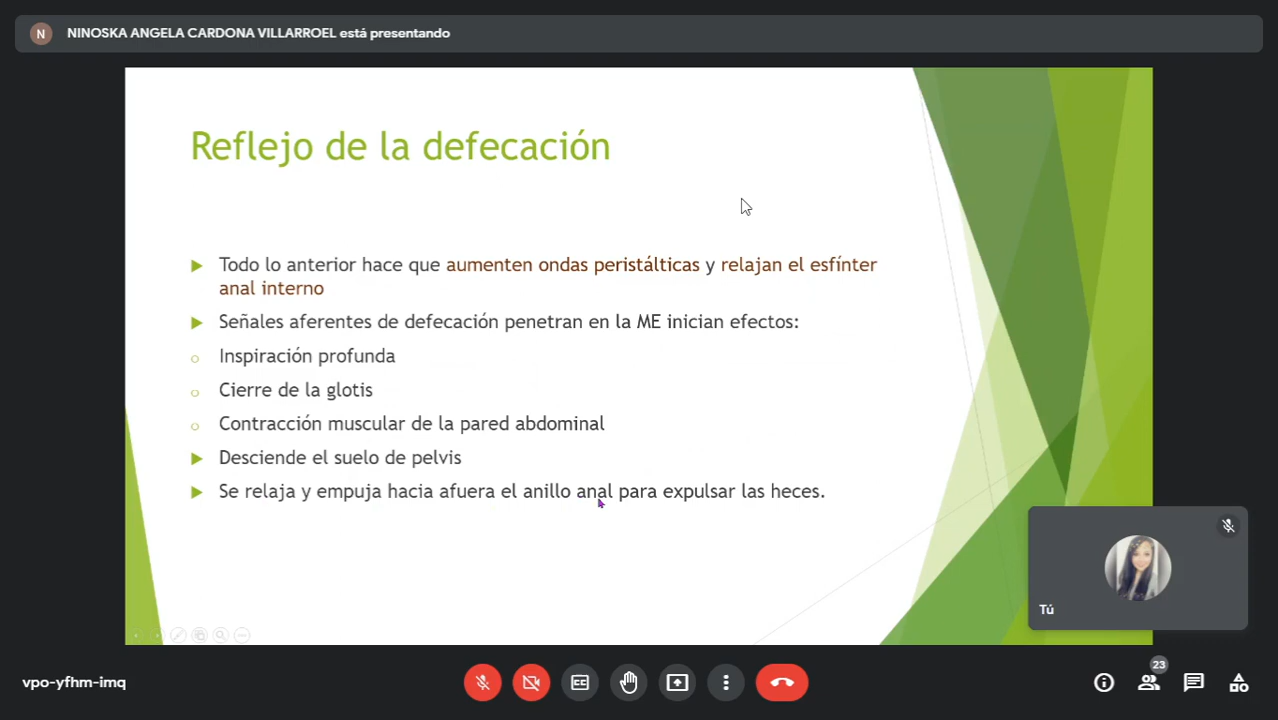 N
NINOSKA ANGELA CARDONA VILLARROEL está presentando
Reflejo de la defecación
Todo lo anterior hace que aumenten ondas peristálticas y relajan el esfínter
anal interno
Señales aferentes de defecación penetran en la ME inician efectos:
Inspiración profunda
Cierre de la glotis
Contracción muscular de la pared abdominal
Desciende el suelo de pelvis
Se relaja y empuja hacia afuera el anillo anal para expulsar las heces.
Tú
vpo-yfhm-imq
CC
23